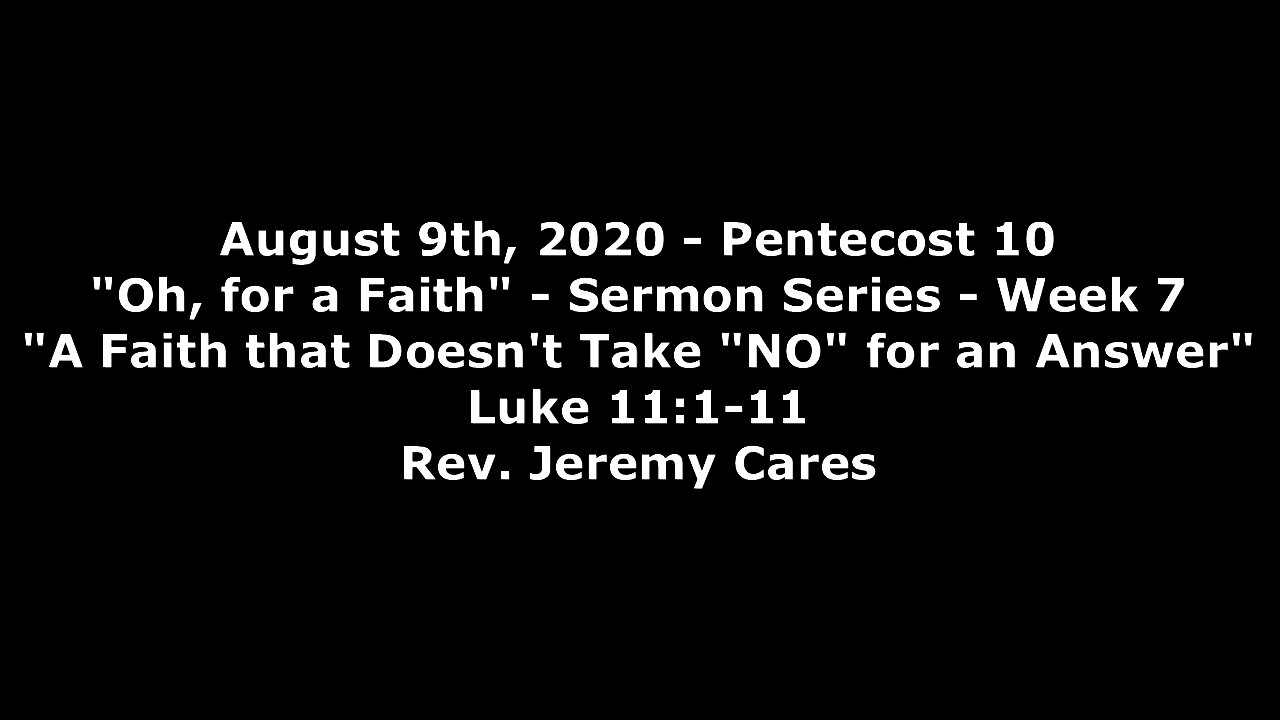 August 9th, 2020 - Pentecost 10
"Oh, for a Faith" - Sermon Series - Week 7
"A Faith that Doesn't Take "NO" for an Answer"
Luke 11:1-11
Rev. Jeremy Cares